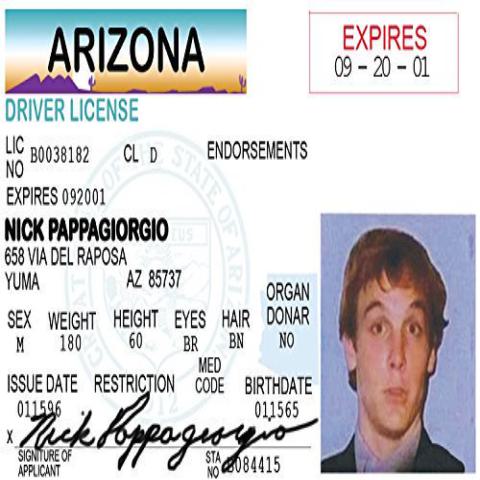 ARIZONA
EXPIRES
09 - 20 - 01
DRIVER LICENSE
LIC NO B0038182 CL D ENDORSEMENTS
EXPIRES 092001
NICK PAPPAGIORGIO
658 VIA DEL RAPOSA
YUMA AZ 85737
SEX WEIGHT HEIGHT EYES HAIR ORGAN DONAR
M 180 60 BR BN NO
ISSUE DATE RESTRICTION MED CODE BIRTHDATE
011596 011565
X Nick Pappagiorgio
SIGNATURE OF APPLICANT STA NO B084415